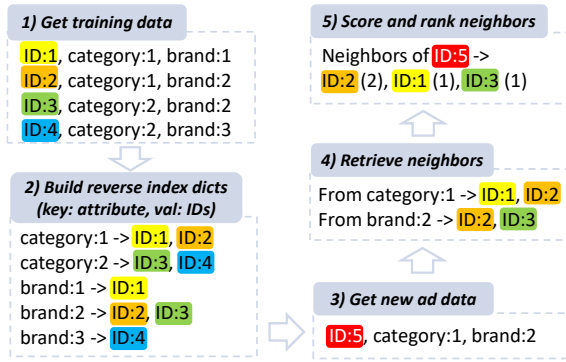 1) Get training data
ID:1, category:1, brand:1
ID:2, category:1, brand:2
ID:3, category:2, brand:2
ID:4, category:2, brand:3
2) Build reverse index dicts
(key: attribute, val: IDs)
category:1 -> ID:1, ID:2
category:2 -> ID:3, ID:4
brand:1 -> ID:1
brand:2 -> ID:2, ID:3
brand:3 -> ID:4
3) Get new ad data
ID:5, category:1, brand:2
4) Retrieve neighbors
From category:1 -> ID:1, ID:2
From brand:2 -> ID:2, ID:3
5) Score and rank neighbors
Neighbors of ID:5 ->
ID:2 (2), ID:1 (1), ID:3 (1)